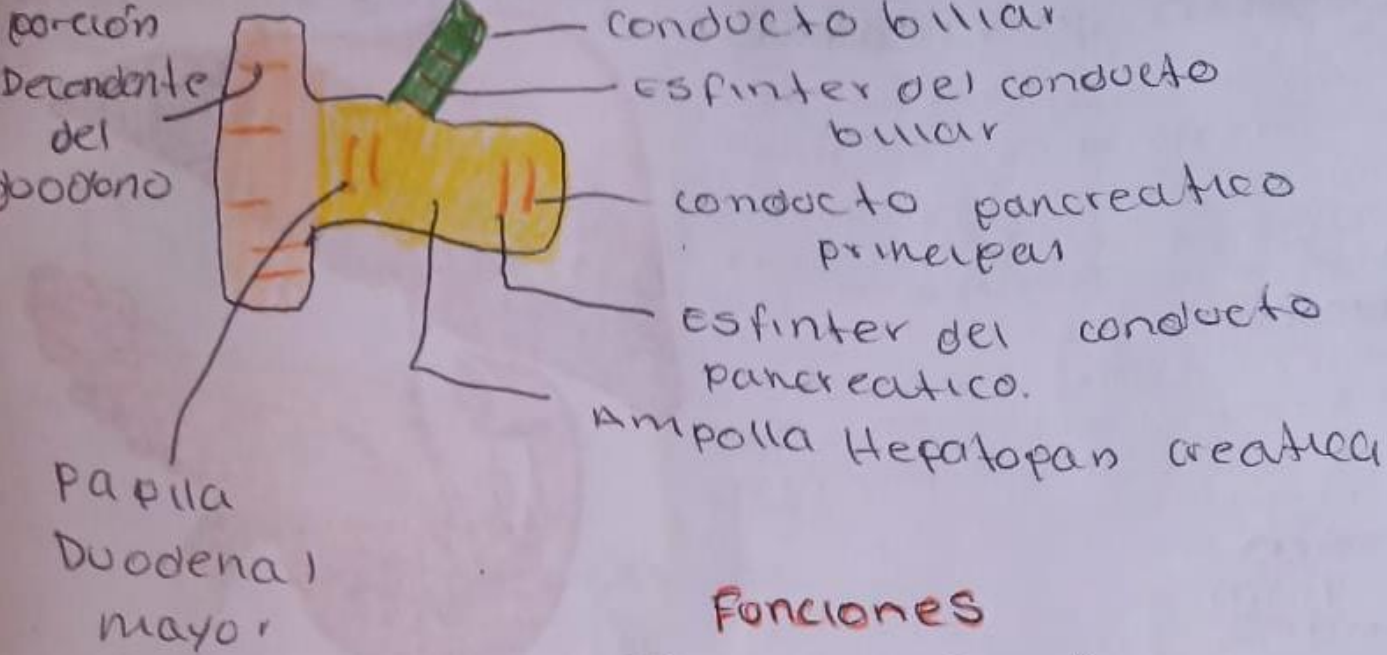 porción
Decendente
del
duodeno
conducto biliar
Esfinter del conducto
biliar
conducto pancreatico
principal
Esfinter del conducto
pancreatico.
Ampolla Hepatopan creatica
papila
Duodenal
mayor
Fonciones